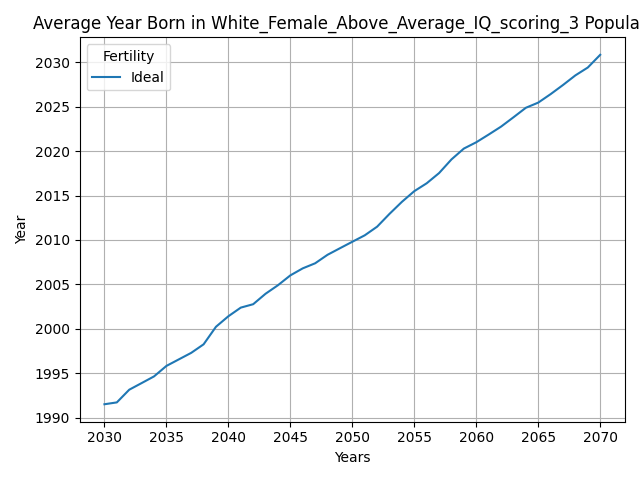 Average Year Born in White_Female_Above_Average_IQ_scoring_3 Popula
Fertility
Ideal
2030
2025
2020
2015
2010
2005
2000
1995
1990
Year
2030 2035 2040 2045 2050 2055 2060 2065 2070
Years